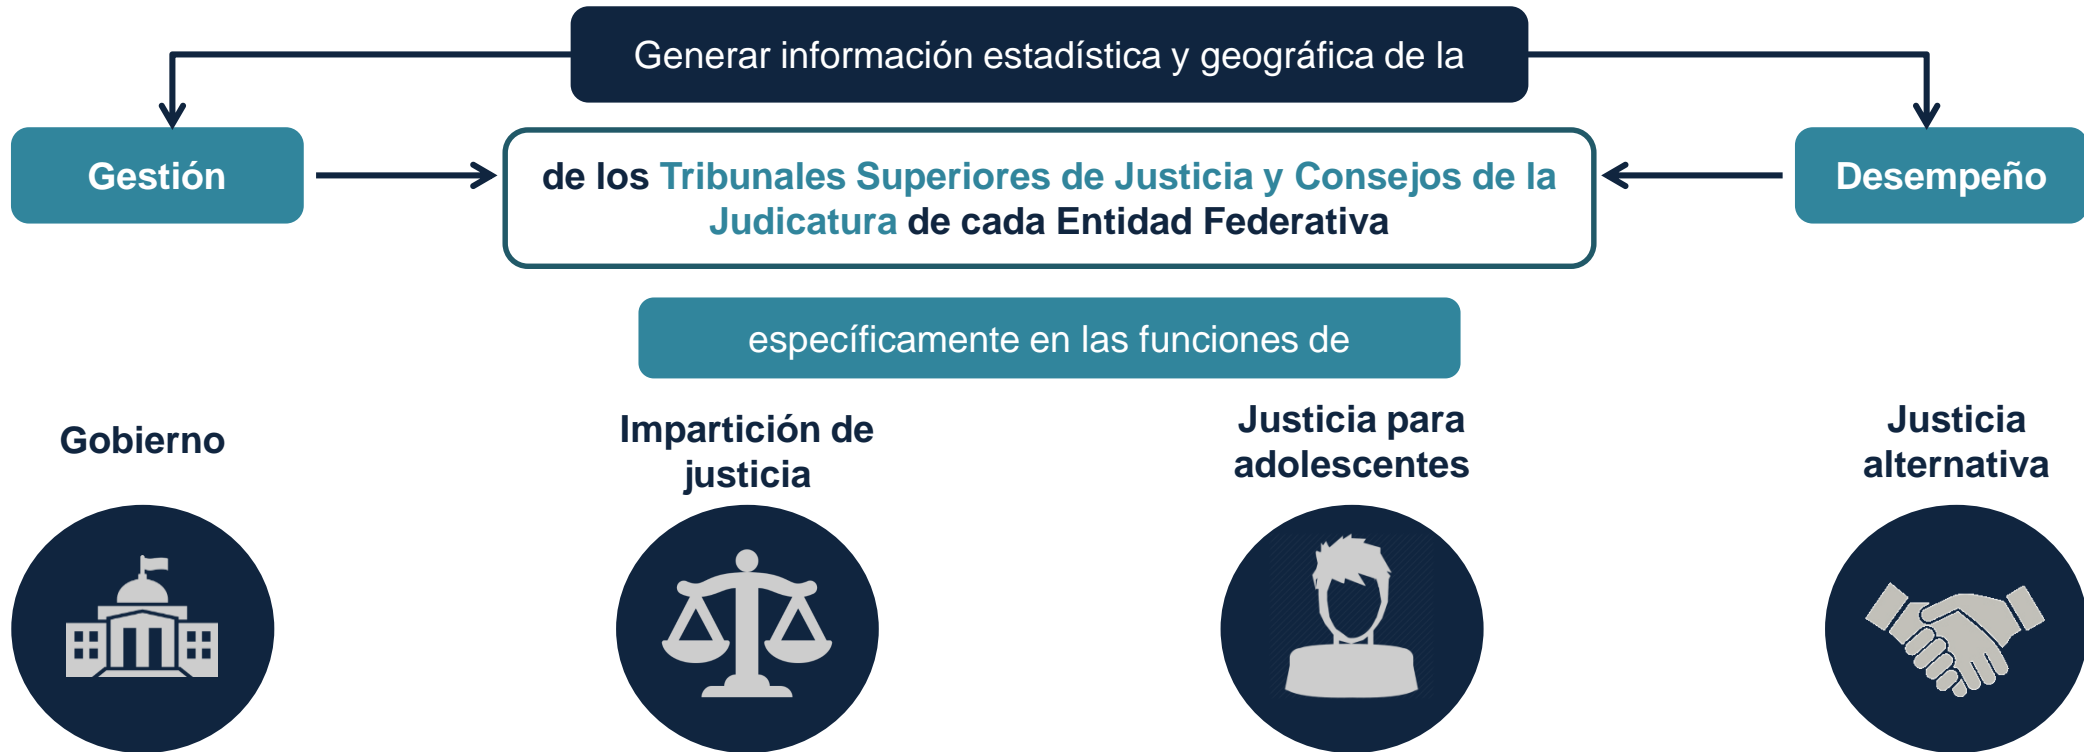 Generar información estadística y geográfica de la
Gestión
de los Tribunales Superiores de Justicia y Consejos de la
Judicatura de cada Entidad Federativa
Desempeño
específicamente en las funciones de
Gobierno
Impartición de
justicia
Justicia para
adolescentes
Justicia
alternativa